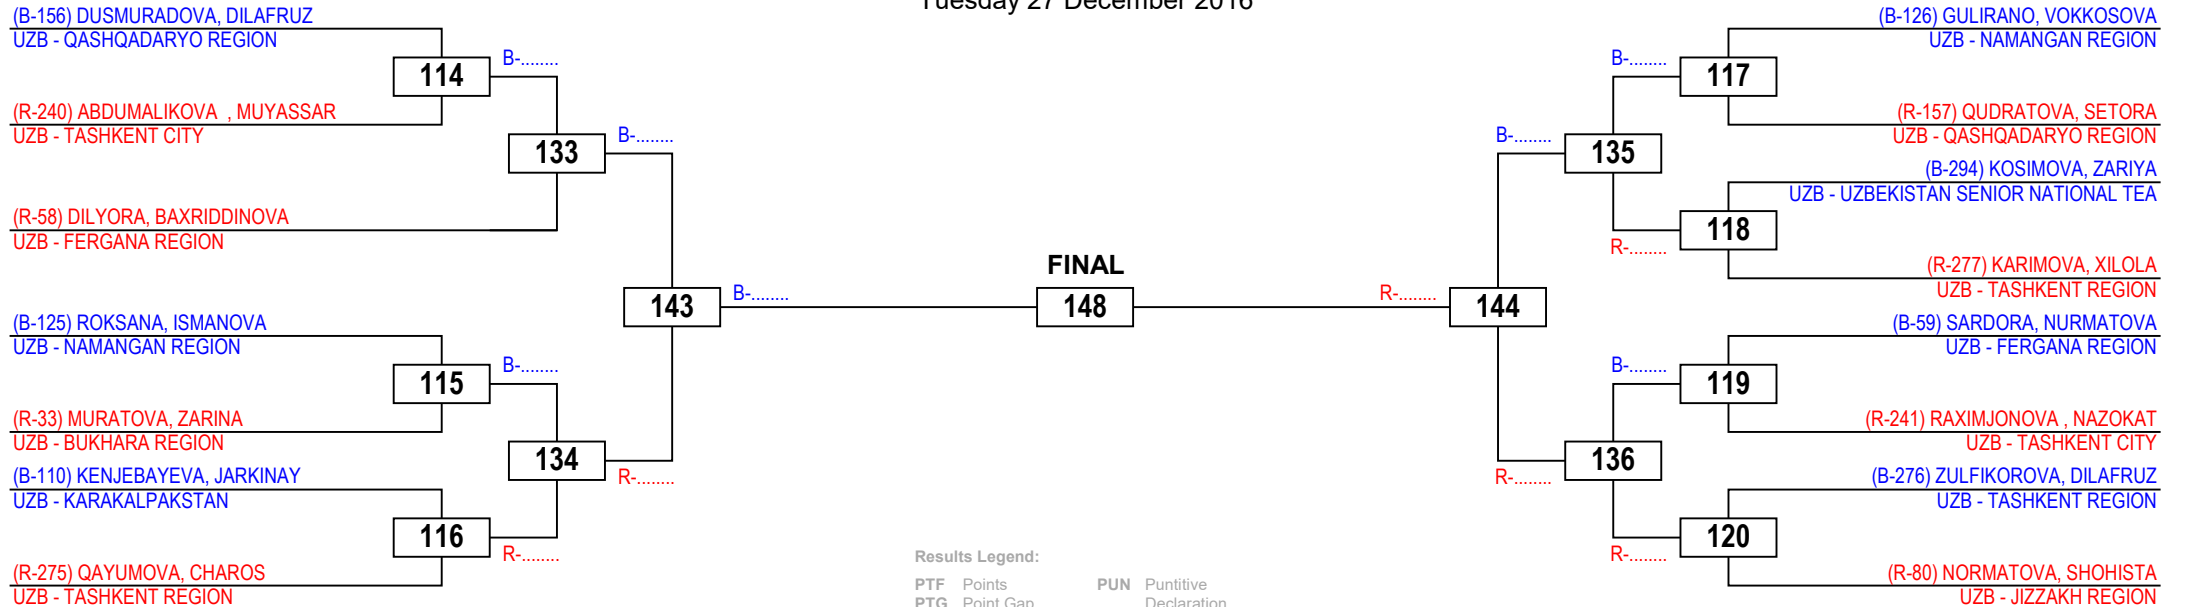 Tuesday 27 December 2016
(B-156) DUSMURADOVA, DILAFRUZ
UZB - QASHQADARYO REGION
114
B-........
(R-240) ABDUMALIKOVA , MUYASSAR
UZB - TASHKENT CITY
133
B-........
(R-58) DILYORA, BAXRIDDINOVA
UZB - FERGANA REGION
143
B-........
(B-125) ROKSANA, ISMANOVA
UZB - NAMANGAN REGION
115
B-........
(R-33) MURATOVA, ZARINA
UZB - BUKHARA REGION
134
R-........
(B-110) KENJEBAYEVA, JARKINAY
UZB - KARAKALPAKSTAN
116
R-........
(R-275) QAYUMOVA, CHAROS
UZB - TASHKENT REGION
FINAL
148
(B-126) GULIRANO, VOKKOSOVA
UZB - NAMANGAN REGION
B-........
117
(R-157) QUDRATOVA, SETORA
UZB - QASHQADARYO REGION
B-........
135
(B-294) KOSIMOVA, ZARIYA
UZB - UZBEKISTAN SENIOR NATIONAL TEA
118
R-........
(R-277) KARIMOVA, XILOLA
UZB - TASHKENT REGION
R-........
144
(B-59) SARDORA, NURMATOVA
UZB - FERGANA REGION
B-........
119
(R-241) RAXIMJONOVA , NAZOKAT
UZB - TASHKENT CITY
136
R-........
(B-276) ZULFIKOROVA, DILAFRUZ
UZB - TASHKENT REGION
120
R-........
(R-80) NORMATOVA, SHOHISTA
UZB - JIZZAKH REGION
Results Legend:
PTF Points PUN Puntitive
PTG Point Gap Declaration